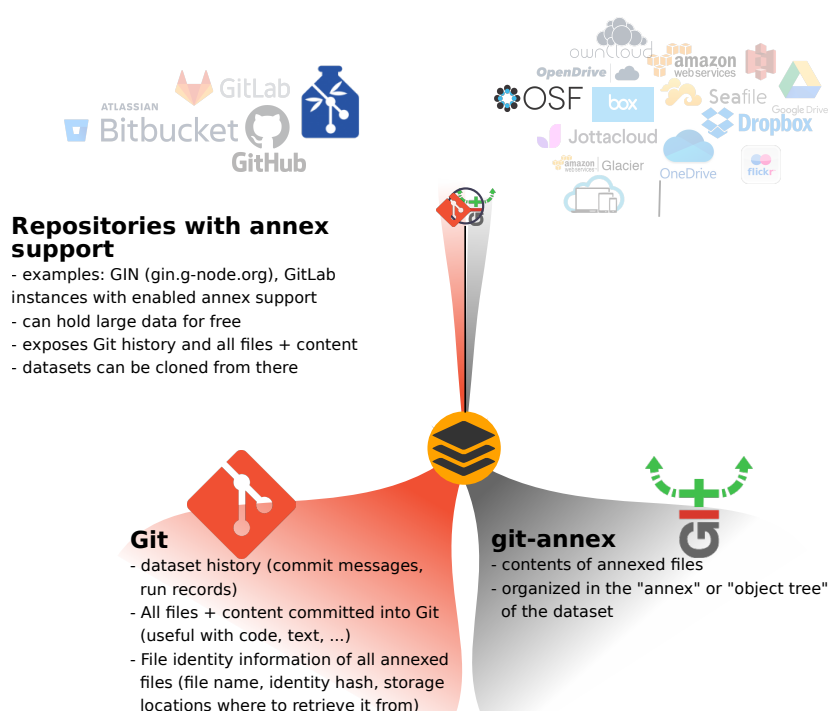 ownCloud
OpenDrive
amazon
web services
GitLab
OSF
box
Seafile
Google Drive
ATLASSIAN
Bitbucket
Dropbox
Jottacloud
GitHub
amazon
web services
Glacier
OneDrive
flickr
Repositories with annex
support
- examples: GIN (gin.g-node.org), GitLab
instances with enabled annex support
- can hold large data for free
- exposes Git history and all files + content
- datasets can be cloned from there
Git
- dataset history (commit messages,
run records)
- All files + content committed into Git
(useful with code, text, ...)
- File identity information of all annexed
files (file name, identity hash, storage
locations where to retrieve it from)
git
git-annex
- contents of annexed files
- organized in the "annex" or "object tree"
of the dataset